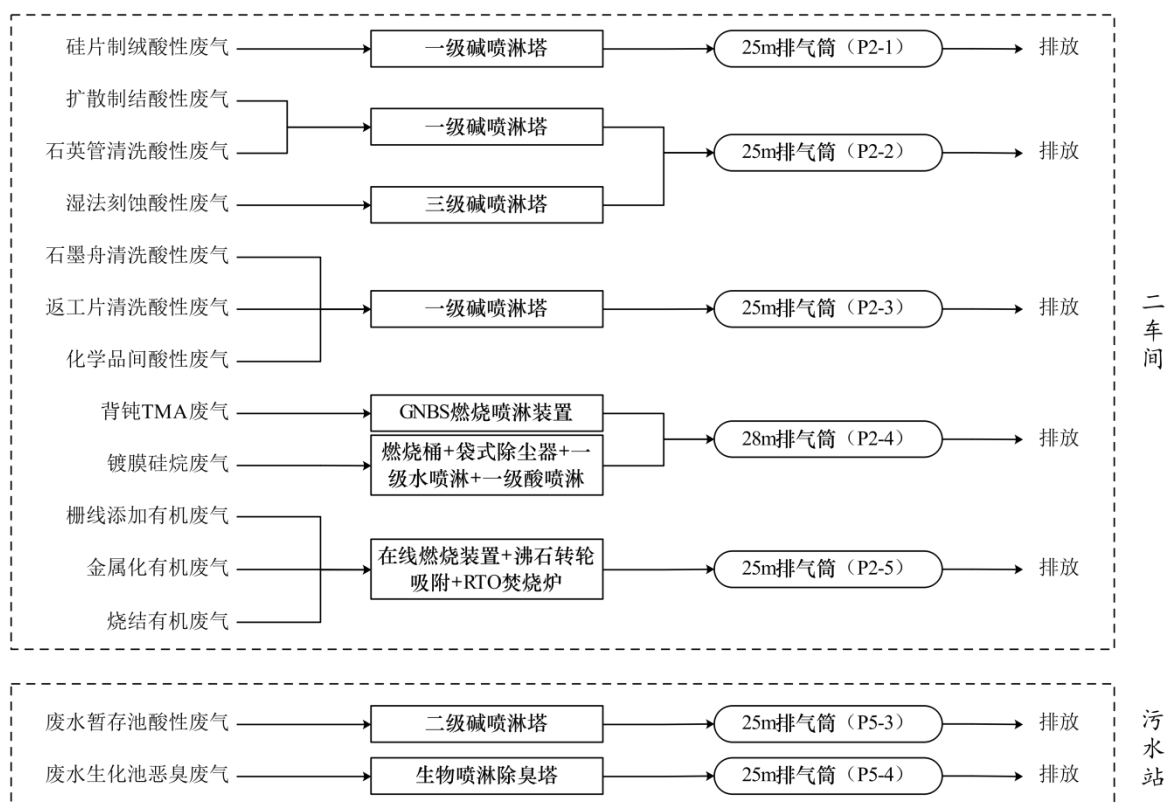 硅片制绒酸性废气
一级碱喷淋塔
25m排气筒（P2-1）
排放
扩散制结酸性废气
石英管清洗酸性废气
一级碱喷淋塔
25m排气筒（P2-2）
排放
湿法刻蚀酸性废气
三级碱喷淋塔
石墨舟清洗酸性废气
返工片清洗酸性废气
化学品间酸性废气
一级碱喷淋塔
25m排气筒（P2-3）
排放
背钝TMA废气
GNBS燃烧喷淋装置
镀膜硅烷废气
燃烧桶+袋式除尘器+一
级水喷淋+一级酸喷淋
28m排气筒（P2-4）
排放
栅线添加有机废气
金属化有机废气
烧结有机废气
在线燃烧装置+沸石转轮
吸附+RTO焚烧炉
25m排气筒（P2-5）
排放
二车间
废水暂存池酸性废气
二级碱喷淋塔
25m排气筒（P5-3）
排放
废水生化池恶臭废气
生物喷淋除臭塔
25m排气筒（P5-4）
排放
污水站